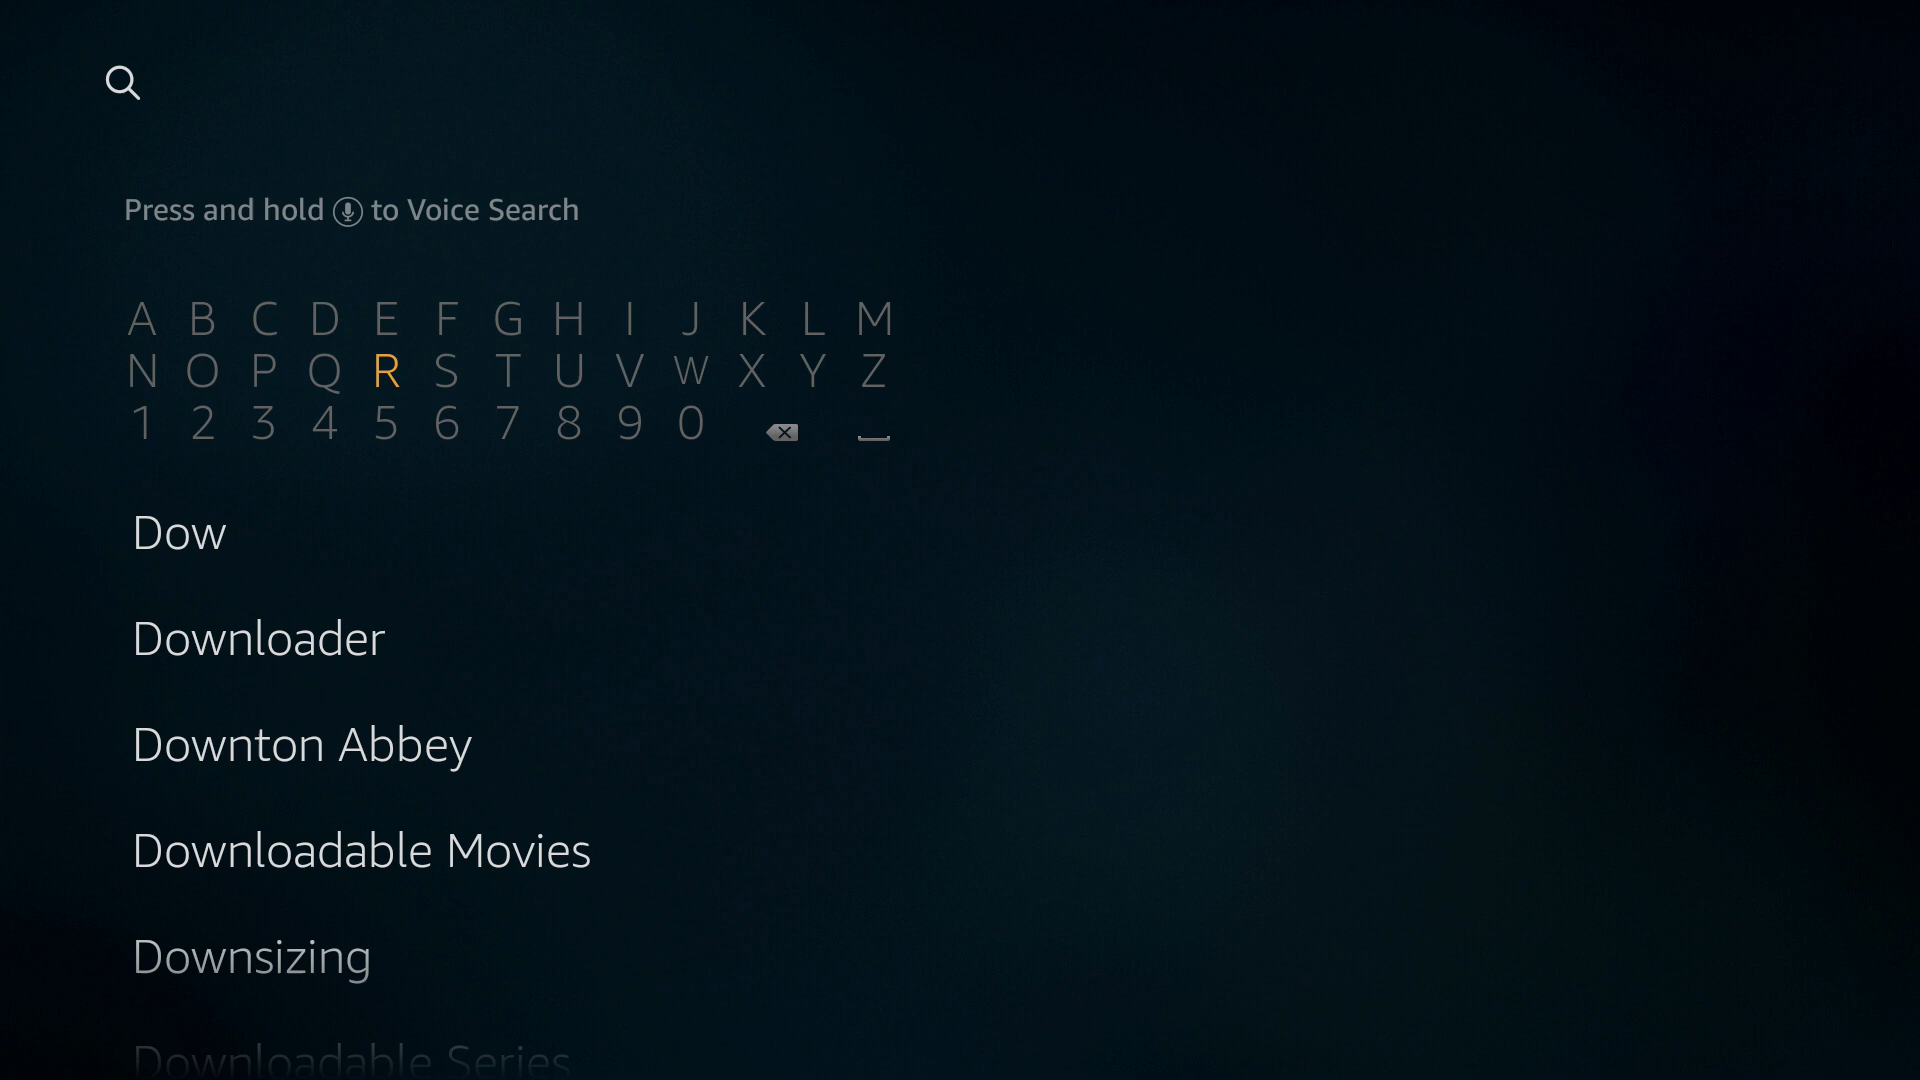 Press and hold to Voice Search
A B C D E F G H I J K L M
N O P Q R S T U V W X Y Z
1 2 3 4 5 6 7 8 9 0
Dow
Downloader
Downton Abbey
Downloadable Movies
Downsizing
Downloadable Series